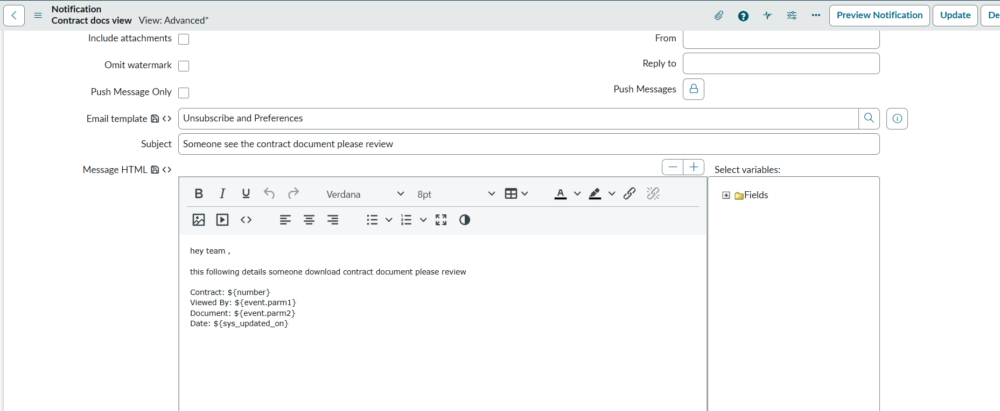 Notification
Contract docs view View: Advanced*
Preview Notification
Update
De
Include attachments
From
Omit watermark
Reply to
Push Message Only
Push Messages
Email template
Unsubscribe and Preferences
Subject
Someone see the contract document please review
Message HTML
Select variables:
Verdana
8pt
Fields
hey team ,
this following details someone download contract document please review
Contract: ${number}
Viewed By: ${event.parm1}
Document: ${event.parm2}
Date: ${sys_updated_on}